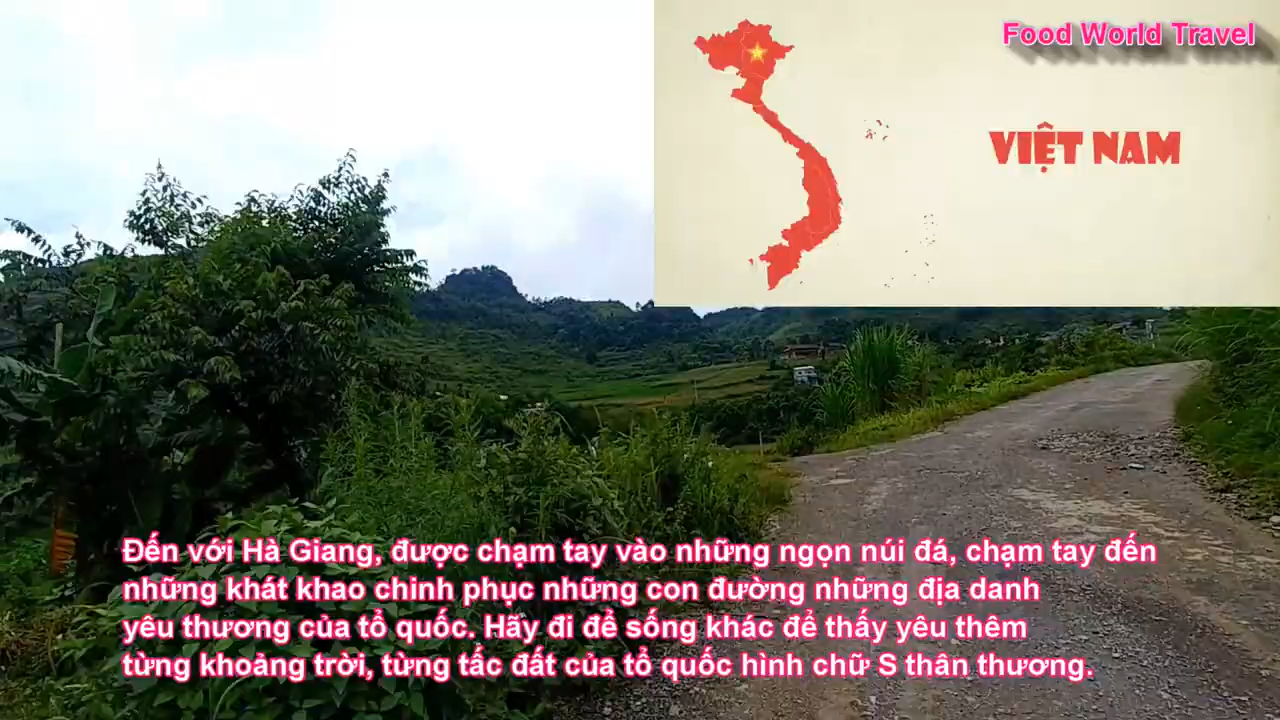 Food World Travel
VIỆT NAM
Đến với Hà Giang, được chạm tay vào những ngọn núi đá, chạm tay đến
những khát khao chinh phục những con đường những địa danh
yêu thương của tổ quốc. Hãy đi để sống khác để thấy yêu thêm
từng khoảng trời, từng tấc đất của tổ quốc hình chữ S thân thương.